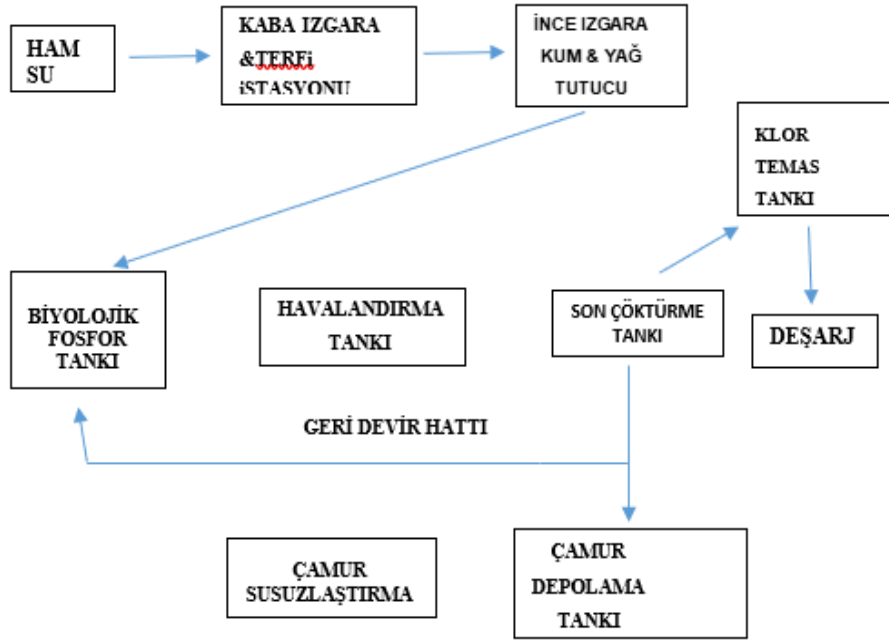 HAM
SU
KABA IZGARA
&TERFi
iSTASYONU
İNCE IZGARA
KUM & YAĞ
TUTUCU
KLOR
TEMAS
TANKI
BİYOLOJİK
FOSFOR
TANKI
HAVALANDIRMA
TANKI
SON ÇÖKTÜRME
TANKI
DEŞARJ
GERİ DEVİR HATTI
ÇAMUR
SUSUZLAŞTIRMA
ÇAMUR
DEPOLAMA
TANKI